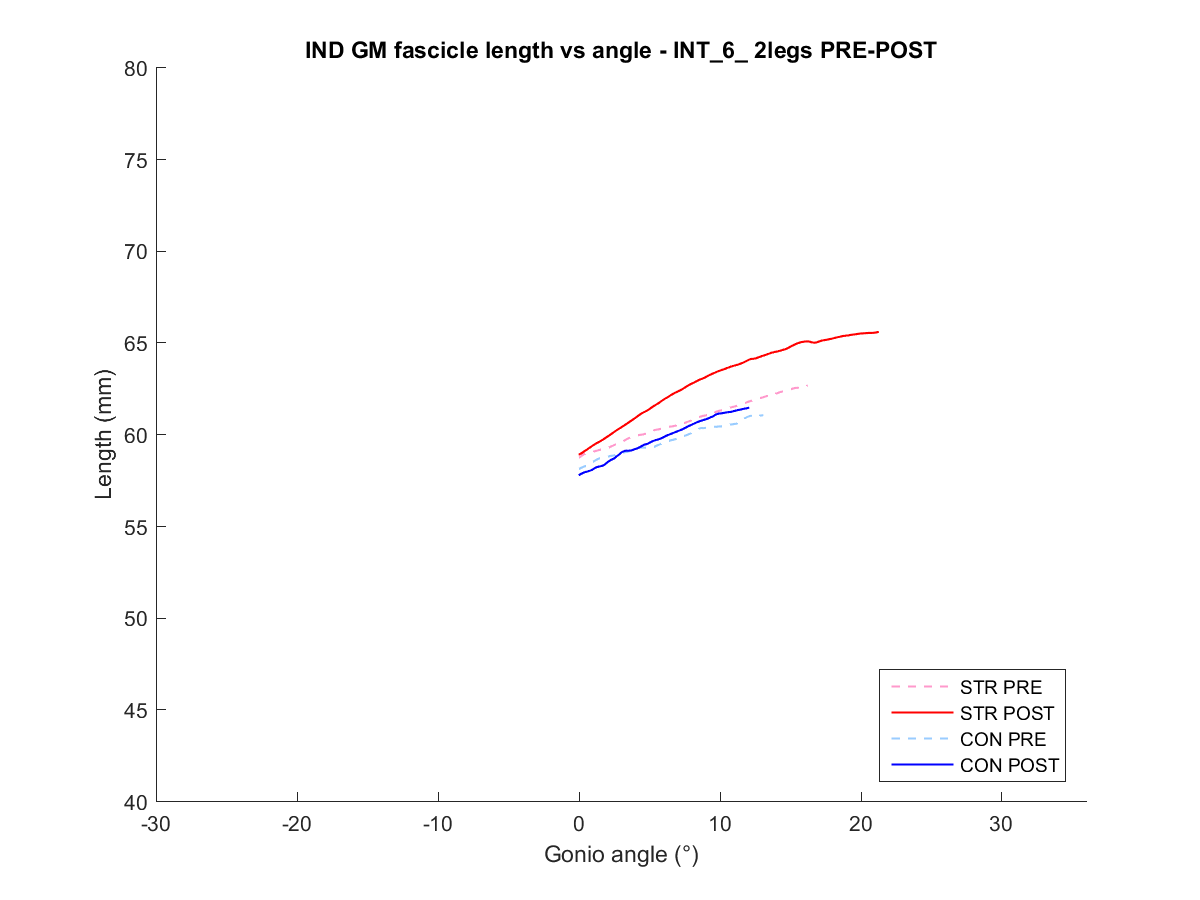 IND GM fascicle length vs angle - INT_6_ 2legs PRE-POST
80
75
70
65
60
55
50
45
40
Length (mm)
-30
-20
-10
0
10
20
30
Gonio angle (°)
STR PRE
STR POST
CON PRE
CON POST